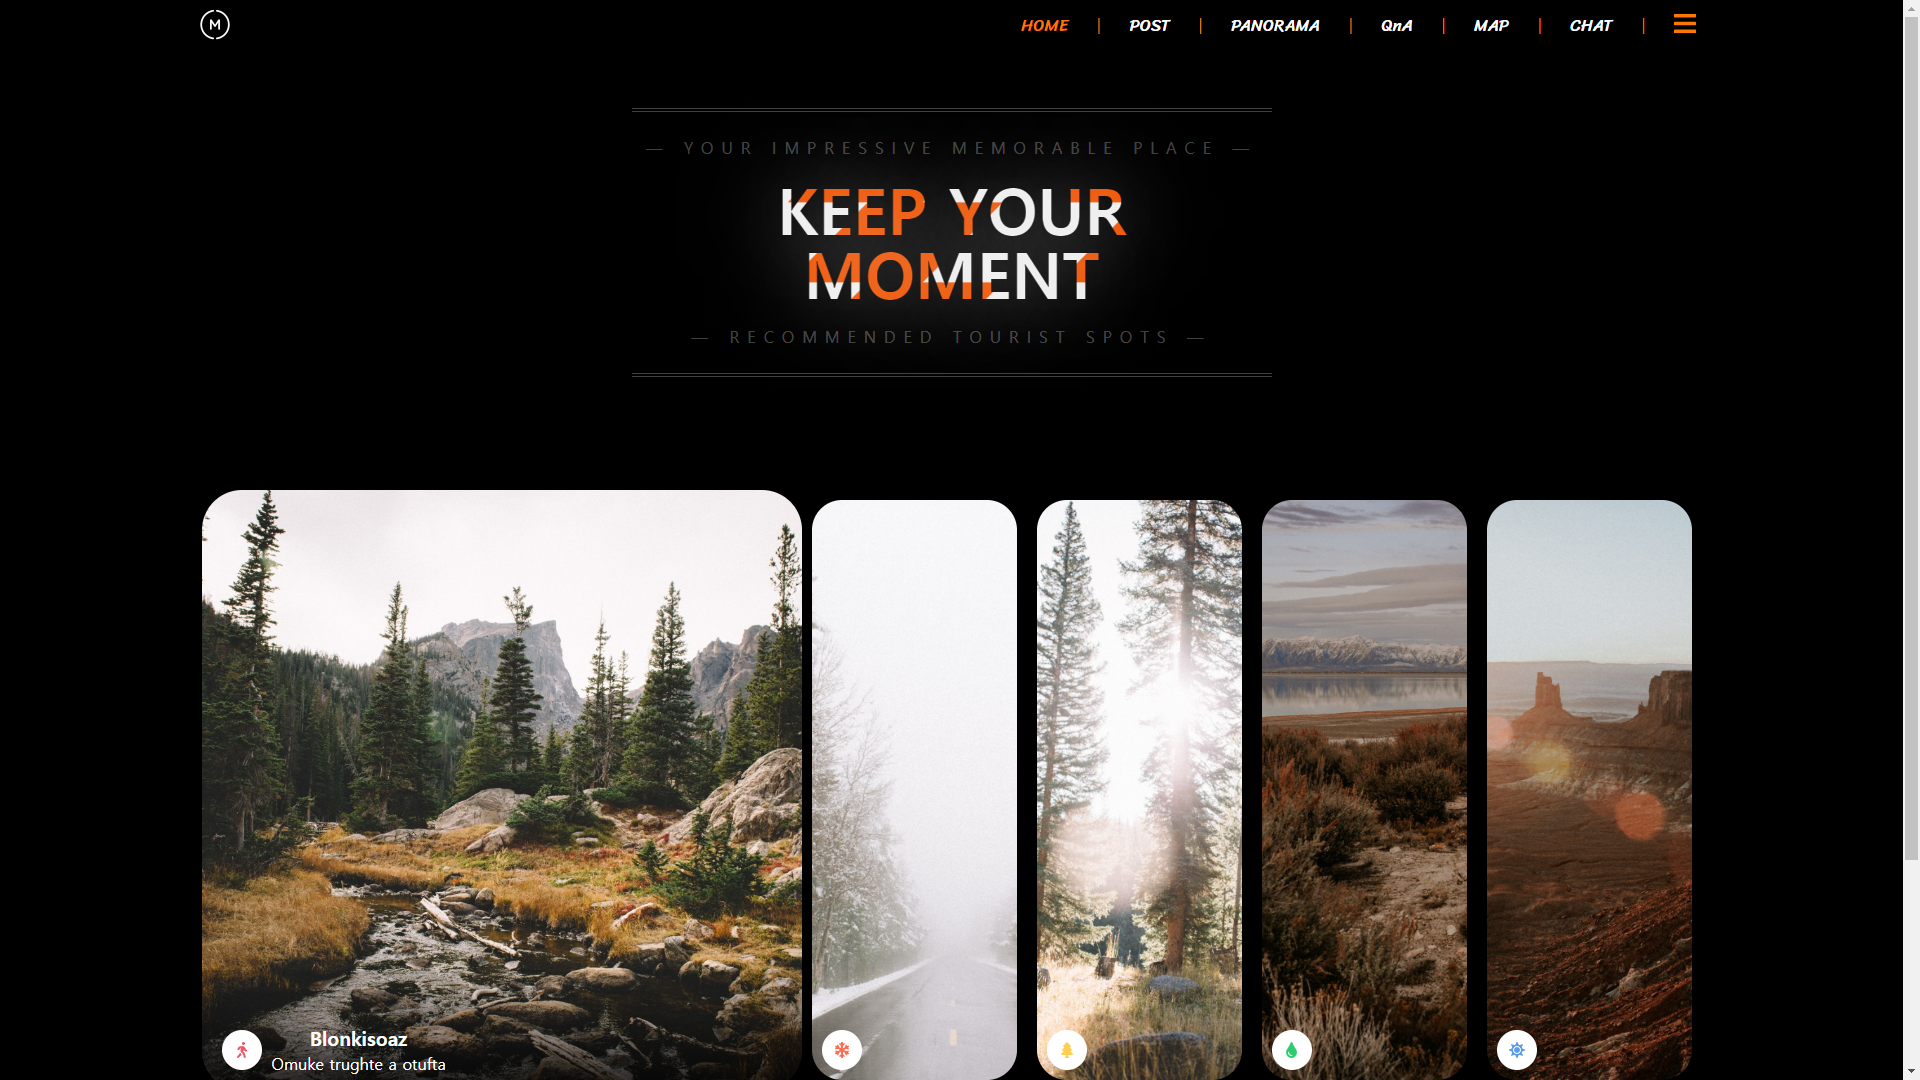 M
HOME | POST | PANORAMA | QnA | MAP | CHAT |
— YOUR IMPRESSIVE MEMORABLE PLACE —
KEEP YOUR
MOMENT
— RECOMMENDED TOURIST SPOTS —
Blonkisoaz
Omuke trughte a otufta